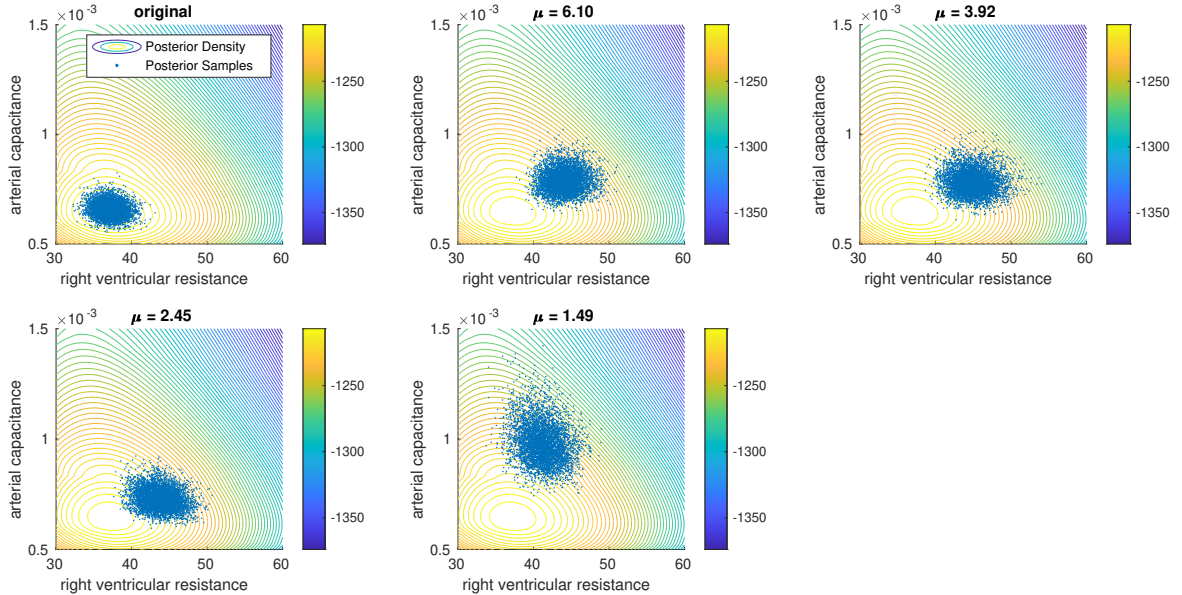 original
×10⁻³
1.5
1
0.5
arterial capacitance
Posterior Density
Posterior Samples
30 40 50 60
right ventricular resistance
-1250
-1300
-1350
μ = 6.10
×10⁻³
1.5
1
0.5
arterial capacitance
30 40 50 60
right ventricular resistance
-1250
-1300
-1350
μ = 3.92
×10⁻³
1.5
1
0.5
arterial capacitance
30 40 50 60
right ventricular resistance
-1250
-1300
-1350
μ = 2.45
×10⁻³
1.5
1
0.5
arterial capacitance
30 40 50 60
right ventricular resistance
-1250
-1300
-1350
μ = 1.49
×10⁻³
1.5
1
0.5
arterial capacitance
30 40 50 60
right ventricular resistance
-1250
-1300
-1350